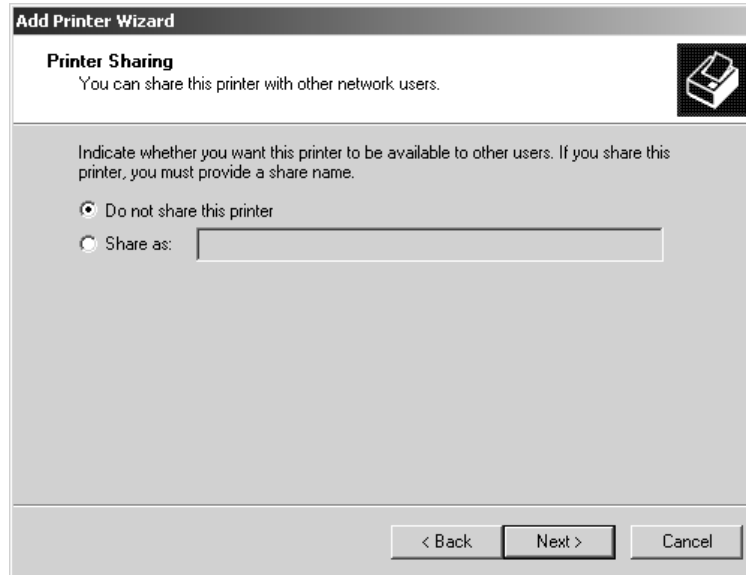 Add Printer Wizard
Printer Sharing
You can share this printer with other network users.
Indicate whether you want this printer to be available to other users. If you share this
printer, you must provide a share name.
Do not share this printer
Share as:
< Back Next > Cancel